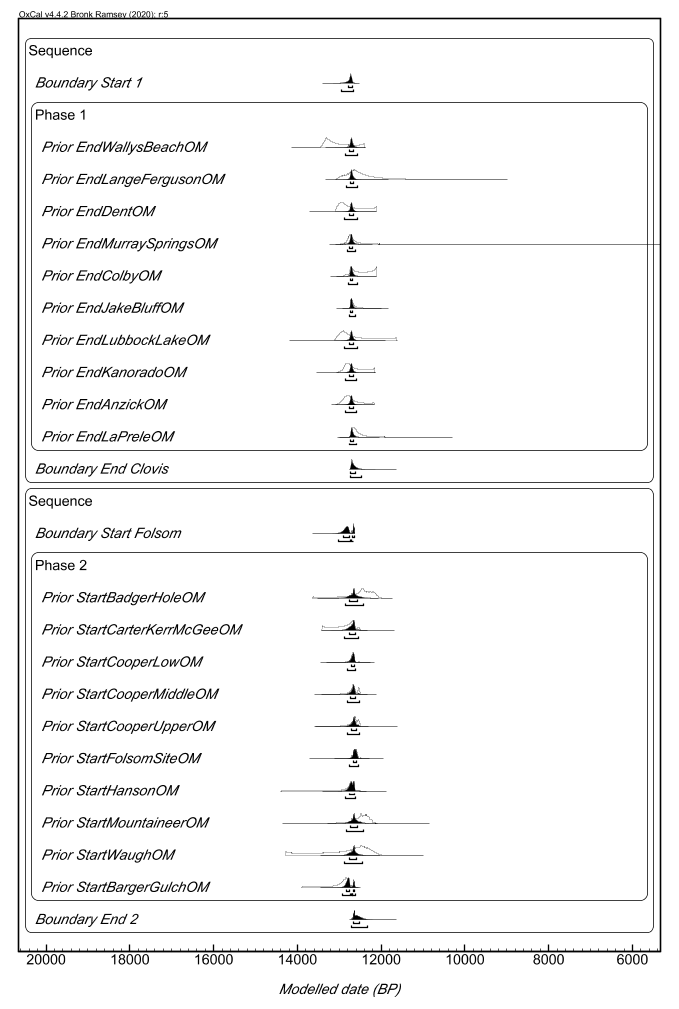 OxCal v4.4.2 Bronk Ramsey (2020); r:5
Sequence
Boundary Start 1
Phase 1
Prior EndWallysBeachOM
Prior EndLangeFergusonOM
Prior EndDentOM
Prior EndMurraySpringsOM
Prior EndColbyOM
Prior EndJakeBluffOM
Prior EndLubbockLakeOM
Prior EndKanoradoOM
Prior EndAnzickOM
Prior EndLaPreleOM
Boundary End Clovis
Sequence
Boundary Start Folsom
Phase 2
Prior StartBadgerHoleOM
Prior StartCarterKerrMcGeeOM
Prior StartCooperLowOM
Prior StartCooperMiddleOM
Prior StartCooperUpperOM
Prior StartFolsomSiteOM
Prior StartHansonOM
Prior StartMountaineerOM
Prior StartWaughOM
Prior StartBargerGulchOM
Boundary End 2
20000 18000 16000 14000 12000 10000 8000 6000
Modelled date (BP)